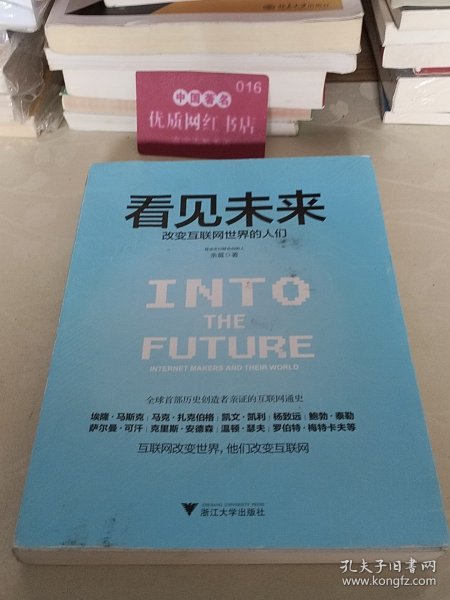 016
中国著名
优质网红书店
看见未来
改变互联网世界的人们
余晨◎著
INTO
THE
FUTURE
INTERNET MAKERS AND THEIR WORLD
全球首部历史创造者亲证的互联网通史
埃隆·马斯克|马克·扎克伯格|凯文·凯利|杨致远|鲍勃·泰勒
萨尔曼·可汗|克里斯·安德森|温顿·瑟夫|罗伯特·梅特卡夫等
互联网改变世界，他们改变互联网
ZHEJIANG UNIVERSITY PRESS
浙江大学出版社
孔夫子旧书网
www.kongfz.com